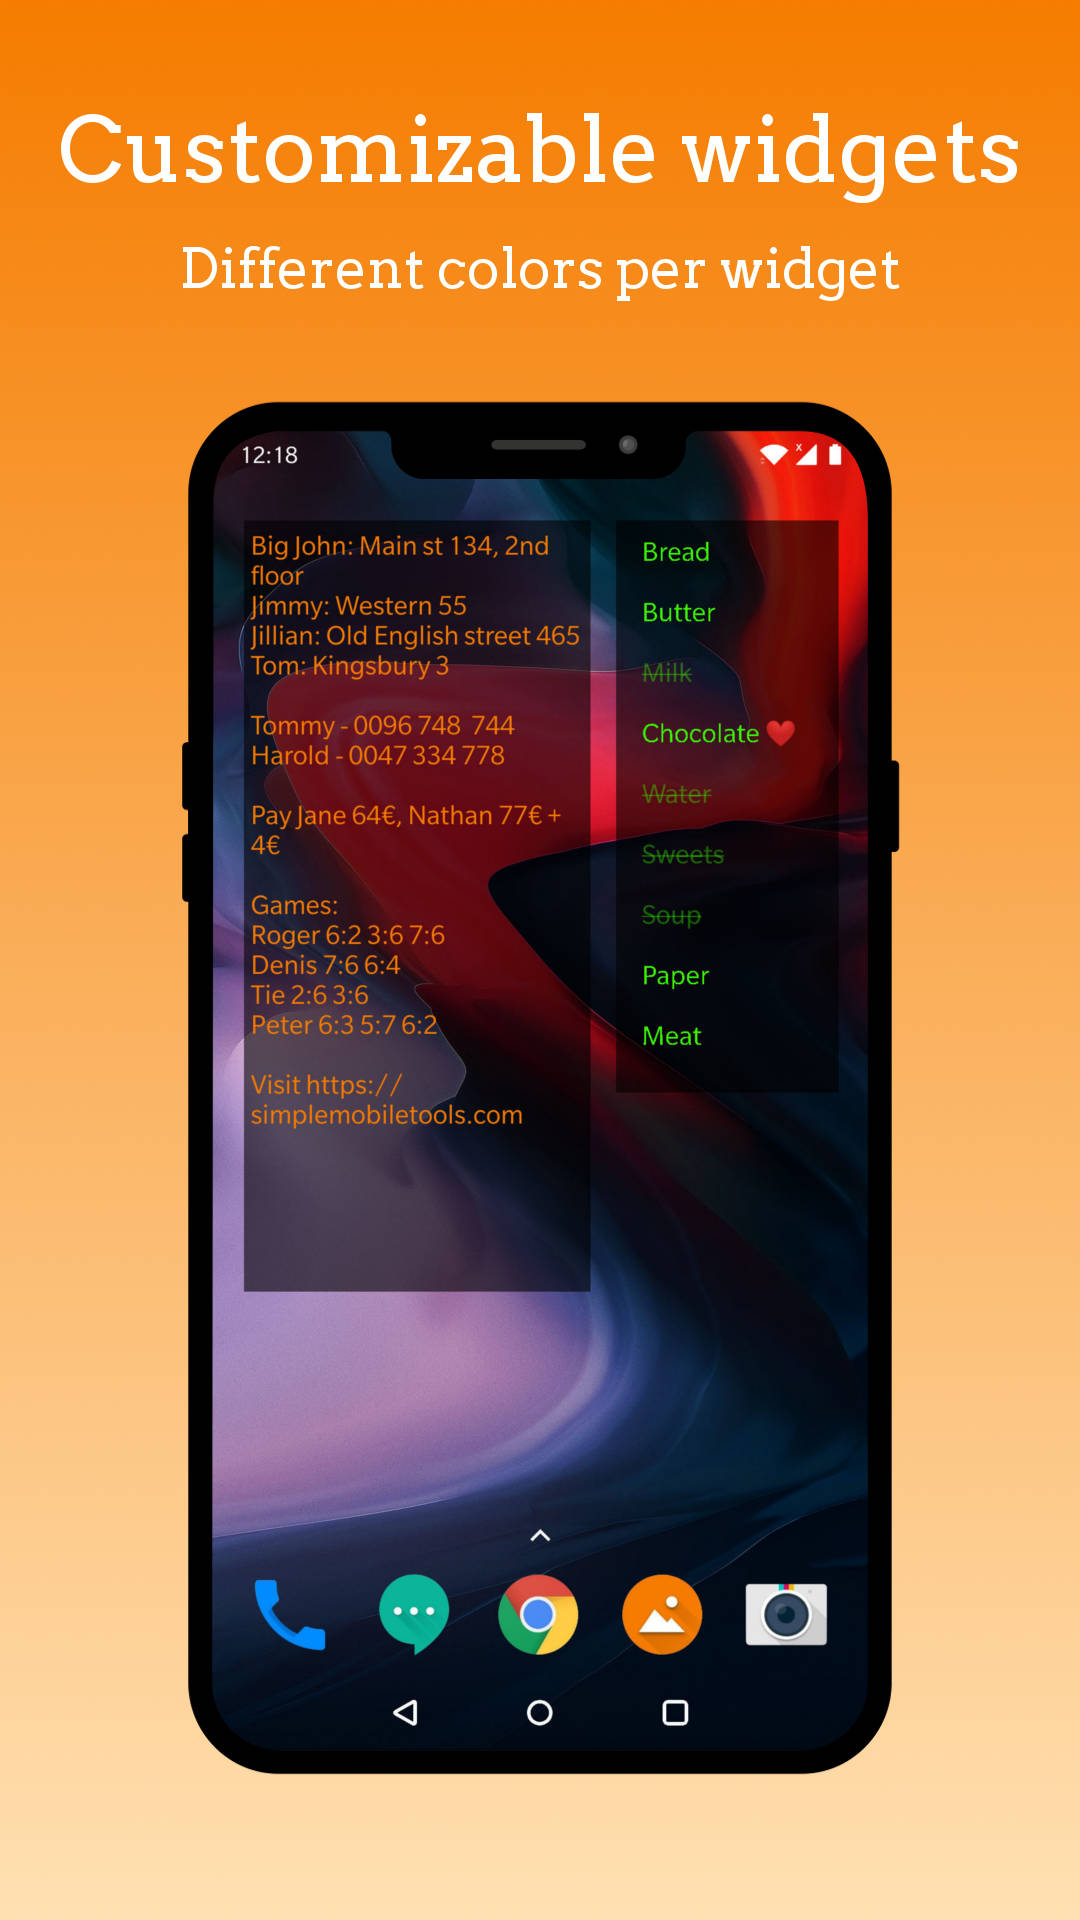 Customizable widgets
Different colors per widget
12:18
x
Big John: Main st 134, 2nd
floor
Jimmy: Western 55
Jillian: Old English street 465
Tom: Kingsbury 3
Tommy - 0096 748  744
Harold - 0047 334 778
Pay Jane 64€, Nathan 77€ +
4€
Games:
Roger 6:2 3:6 7:6
Denis 7:6 6:4
Tie 2:6 3:6
Peter 6:3 5:7 6:2
Visit https://
simplemobiletools.com
Bread
Butter
Milk
Chocolate ❤️
Water
Sweets
Soup
Paper
Meat